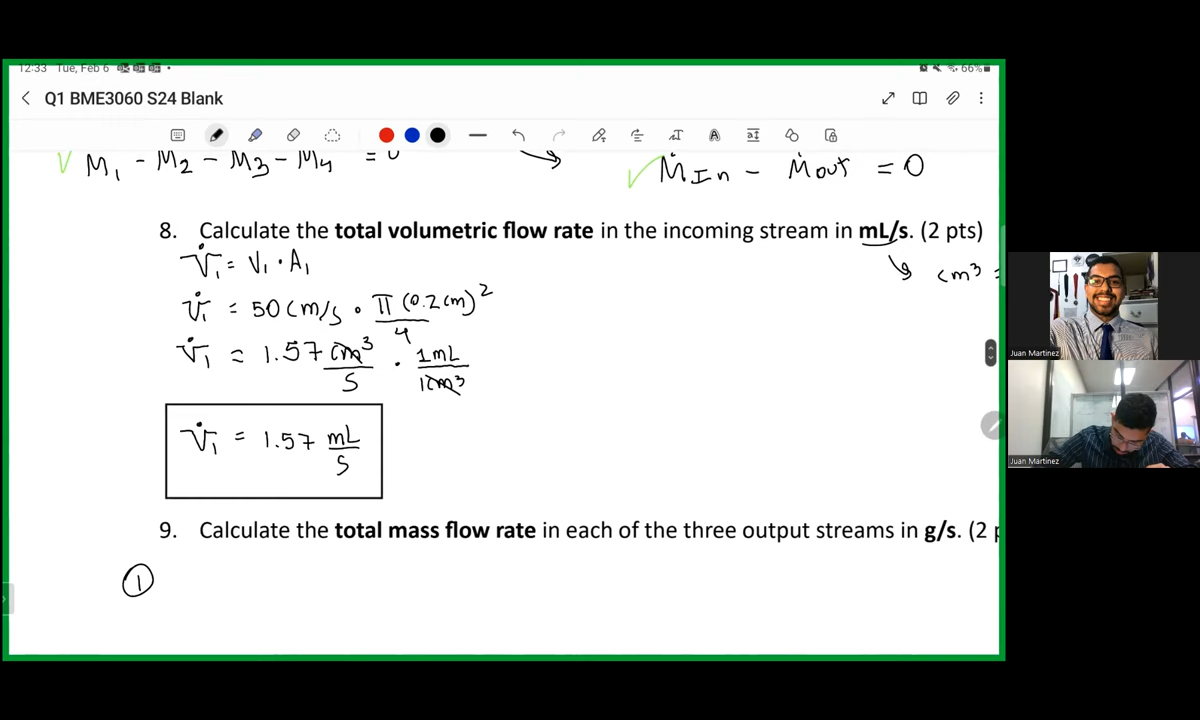 12:33 Tue, Feb 6
66%
Q1 BME3060 S24 Blank
M₁ - M₂ - M₃ - M₄ = 0
Ṁ In - Ṁ out = 0
8. Calculate the total volumetric flow rate in the incoming stream in mL/s. (2 pts)
V̇₁ = V₁ · A₁
cm³ =
V̇₁ = 50 cm/s · π (0.2 cm)² / 4
V̇₁ = 1.57 cm³/s · 1 mL / 1 cm³
V̇₁ = 1.57 mL/s
9. Calculate the total mass flow rate in each of the three output streams in g/s. (2 p
①
Juan Martinez
Juan Martinez